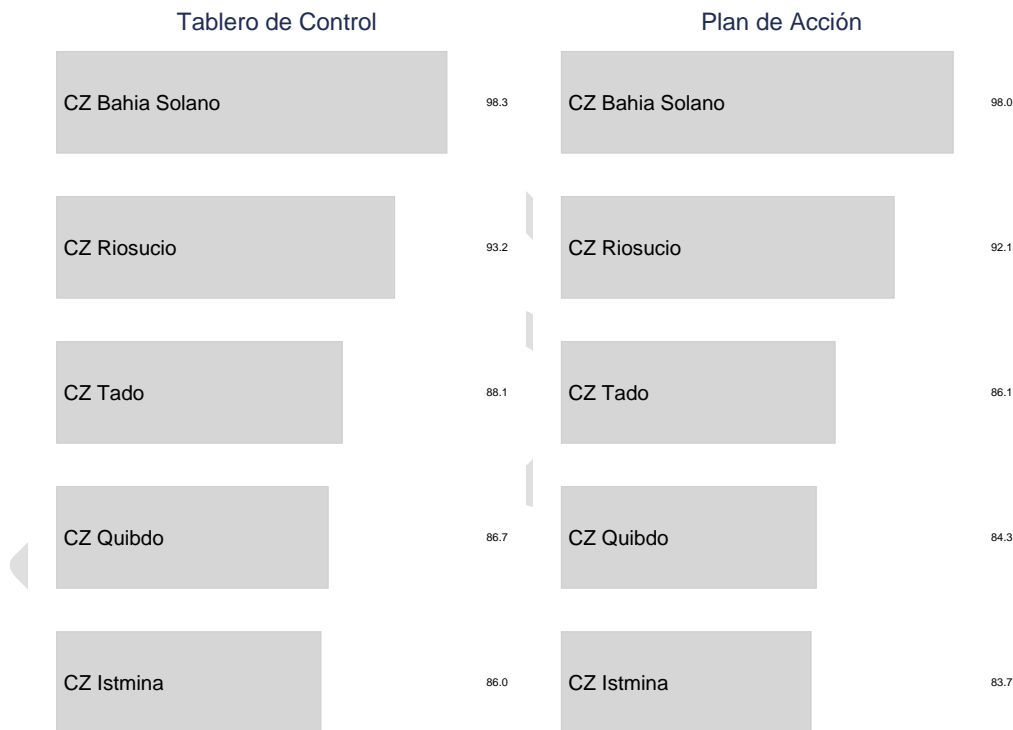 Tablero de Control
CZ Bahia Solano 98.3
CZ Riosucio 93.2
CZ Tado 88.1
CZ Quibdo 86.7
CZ Istmina 86.0
Plan de Acción
CZ Bahia Solano 98.0
CZ Riosucio 92.1
CZ Tado 86.1
CZ Quibdo 84.3
CZ Istmina 83.7